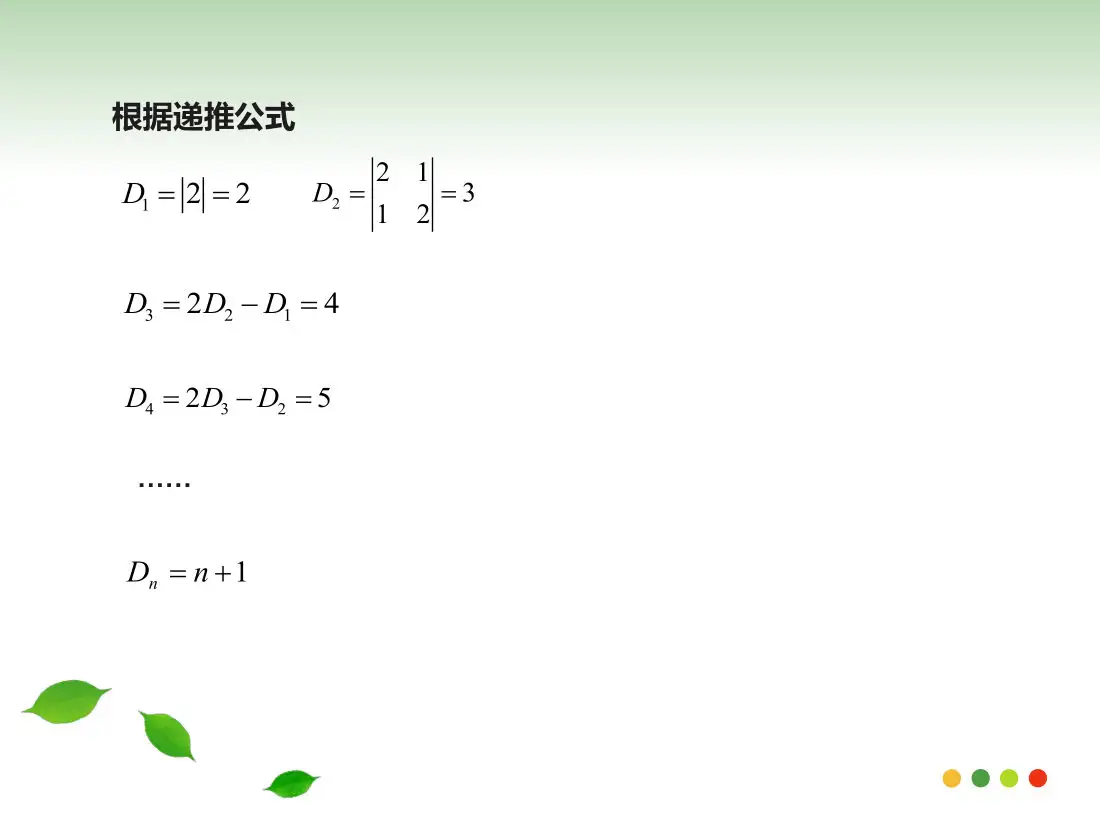 根据递推公式
D₁ = |2| = 2  D₂ = |2 1; 1 2| = 3
D₃ = 2D₂ − D₁ = 4
D₄ = 2D₃ − D₂ = 5
……
Dₙ = n + 1